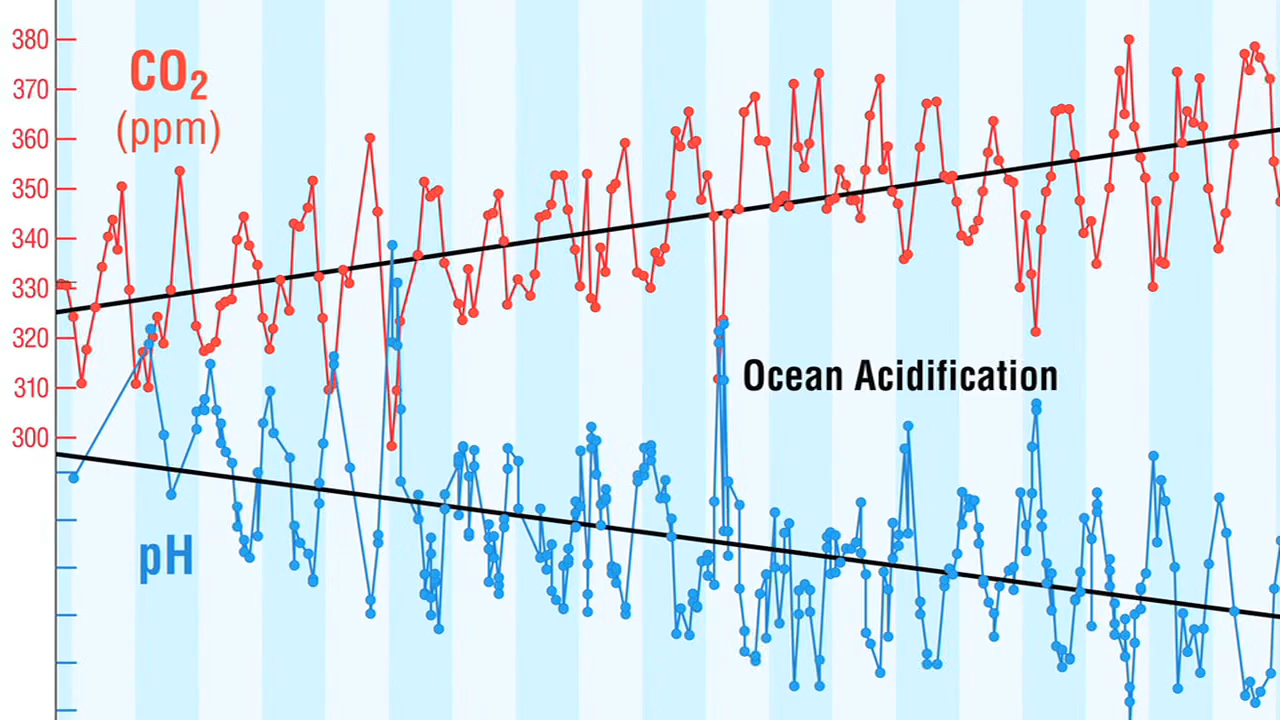 380
CO₂
(ppm)
370
360
350
340
330
320
310
300
Ocean Acidification
pH